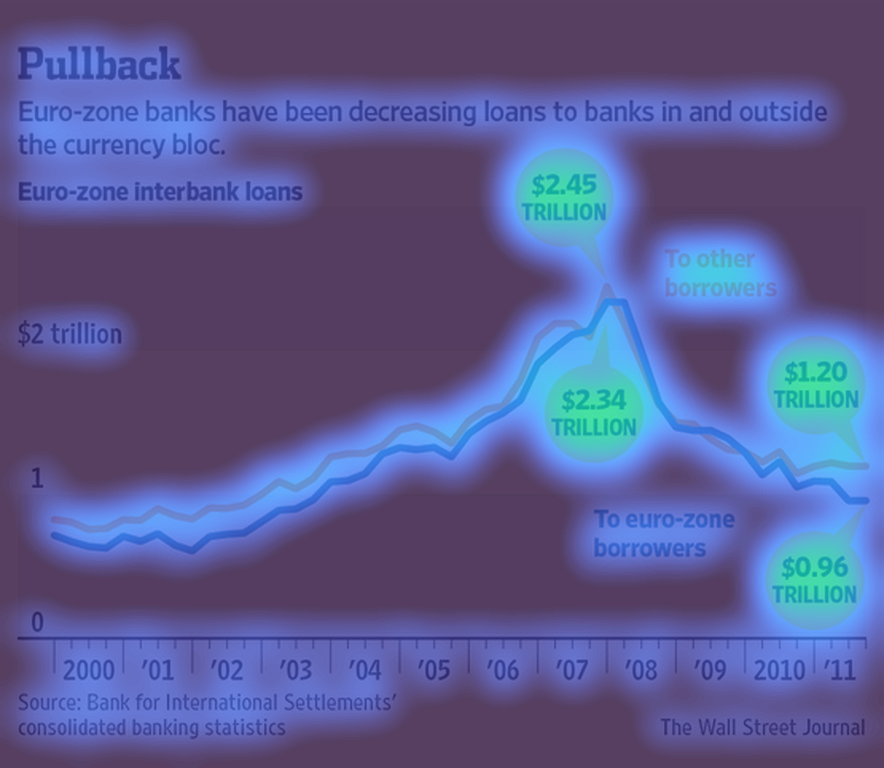 Pullback
Euro-zone banks have been decreasing loans to banks in and outside
the currency bloc.
Euro-zone interbank loans
$2.45
TRILLION
To other
borrowers
$2 trillion
$1.20
TRILLION
$2.34
TRILLION
1
To euro-zone
borrowers
$0.96
TRILLION
0
2000 '01 '02 '03 '04 '05 '06 '07 '08 '09 2010 '11
Source: Bank for International Settlements'
consolidated banking statistics
The Wall Street Journal